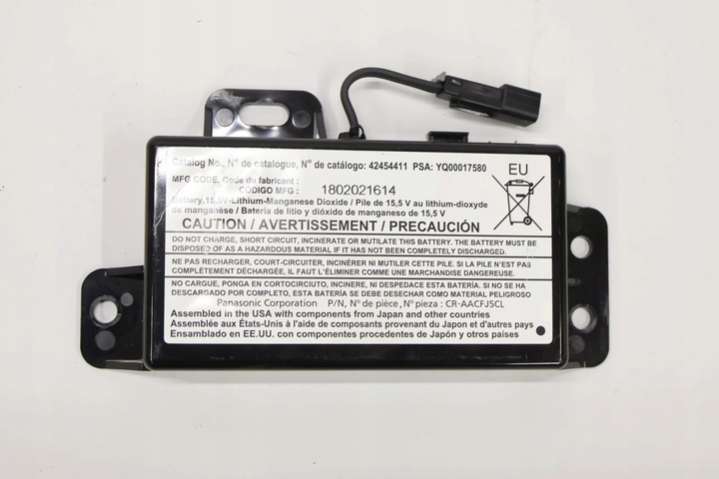 Catalog No., N° de catalogue, N° de catálogo: 42454411 PSA: YQ00017580
EU
MFG CODE, Code du fabricant :
CÓDIGO MFG :
1802021614
Battery,15.5V-Lithium-Manganese Dioxide / Pile de 15,5 V au lithium-dioxyde
de manganèse / Batería de litio y dióxido de manganeso de 15,5 V
CAUTION / AVERTISSEMENT / PRECAUCIÓN
DO NOT CHARGE, SHORT CIRCUIT, INCINERATE OR MUTILATE THIS BATTERY. THE BATTERY MUST BE
DISPOSED OF AS A HAZARDOUS MATERIAL IF IT HAS NOT BEEN COMPLETELY DISCHARGED.
NE PAS RECHARGER, COURT-CIRCUITER, INCINÉRER NI MUTILER CETTE PILE. SI LA PILE N'EST PAS
COMPLÈTEMENT DÉCHARGÉE, IL FAUT L'ÉLIMINER COMME UNE MARCHANDISE DANGEREUSE.
NO CARGUE, PONGA EN CORTOCIRCUITO, INCINERE, NI DESPEDACE ESTA BATERÍA. SI NO SE HA
DESCARGADO POR COMPLETO, ESTA BATERÍA SE DEBE DESECHAR COMO MATERIAL PELIGROSO
Panasonic Corporation P/N, N° de pièce, N° pieza : CR-AACFJ5CL
Assembled in the USA with components from Japan and other countries
Assemblée aux États-Unis à l'aide de composants provenant du Japon et d'autres pays
Ensamblado en EE.UU. con componentes procedentes de Japón y otros países